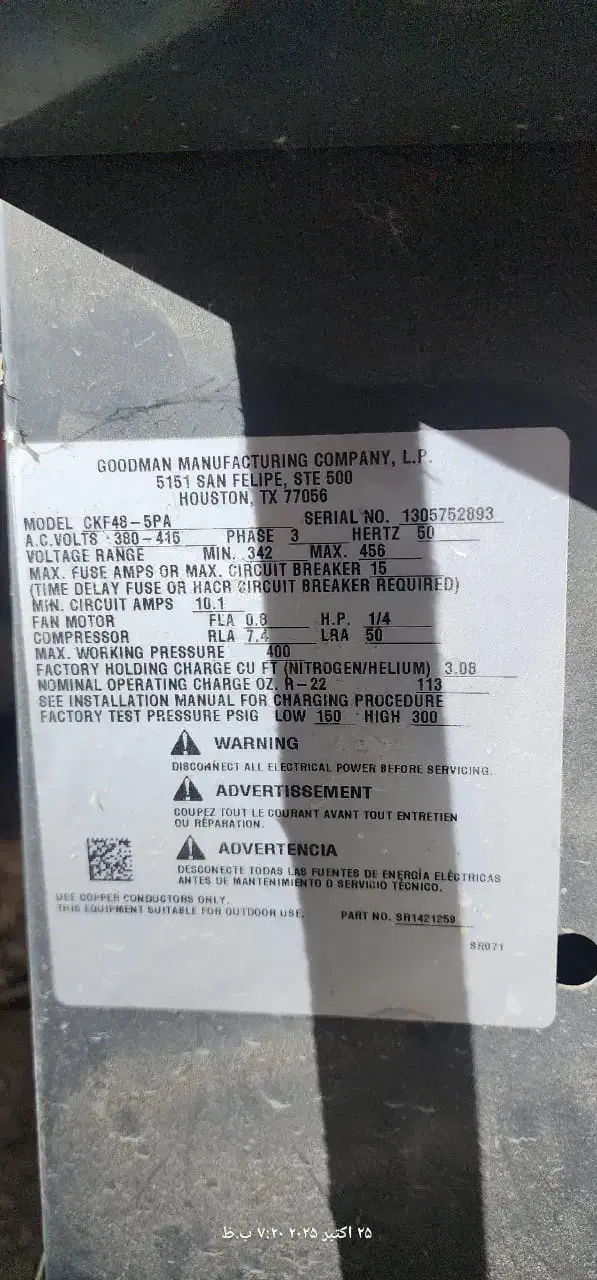 GOODMAN MANUFACTURING COMPANY, L.P.
5151 SAN FELIPE, STE 500
HOUSTON, TX 77056
MODEL CKF48-5PA SERIAL NO. 1305752893
A.C.VOLTS 380-415 PHASE 3 HERTZ 50
VOLTAGE RANGE MIN. 342 MAX. 456
MAX. FUSE AMPS OR MAX. CIRCUIT BREAKER 15
(TIME DELAY FUSE OR HACR CIRCUIT BREAKER REQUIRED)
MIN. CIRCUIT AMPS 10.1
FAN MOTOR FLA 0.8 H.P. 1/4
COMPRESSOR RLA 7.4 LRA 50
MAX. WORKING PRESSURE 400
FACTORY HOLDING CHARGE CU FT (NITROGEN/HELIUM) 3.08
NOMINAL OPERATING CHARGE OZ. R-22 113
SEE INSTALLATION MANUAL FOR CHARGING PROCEDURE
FACTORY TEST PRESSURE PSIG LOW 150 HIGH 300
WARNING
DISCONNECT ALL ELECTRICAL POWER BEFORE SERVICING.
ADVERTISSEMENT
COUPEZ TOUT LE COURANT AVANT TOUT ENTRETIEN
OU RÉPARATION.
ADVERTENCIA
DESCONECTE TODAS LAS FUENTES DE ENERGÍA ELÉCTRICAS
ANTES DE MANTENIMIENTO O SERVICIO TÉCNICO.
USE COPPER CONDUCTORS ONLY.
THIS EQUIPMENT SUITABLE FOR OUTDOOR USE. PART NO. SR1421259
SR071
۲۵ اکتبر ۲۰۲۵ ۷:۲۰ ب.ظ